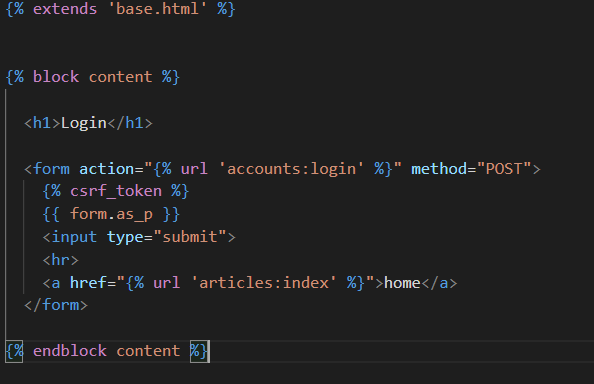 {% extends 'base.html' %}
{% block content %}
<h1>Login</h1>
<form action="{% url 'accounts:login' %}" method="POST">
{% csrf_token %}
{{ form.as_p }}
<input type="submit">
<hr>
<a href="{% url 'articles:index' %}">home</a>
</form>
{% endblock content %}